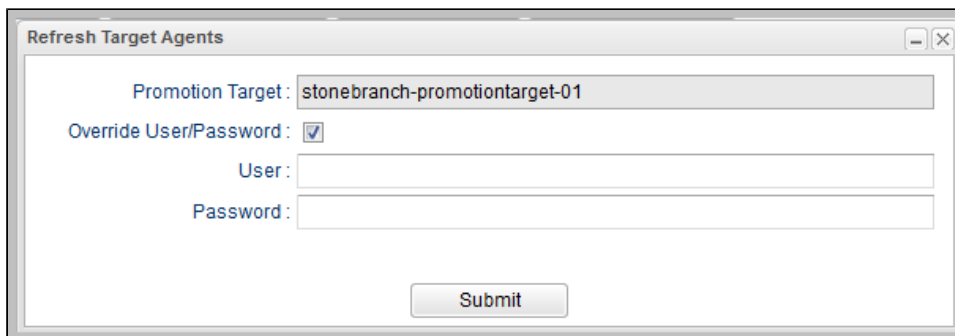 Refresh Target Agents
Promotion Target : stonebranch-promotiontarget-01
Override User/Password :
User :
Password :
Submit